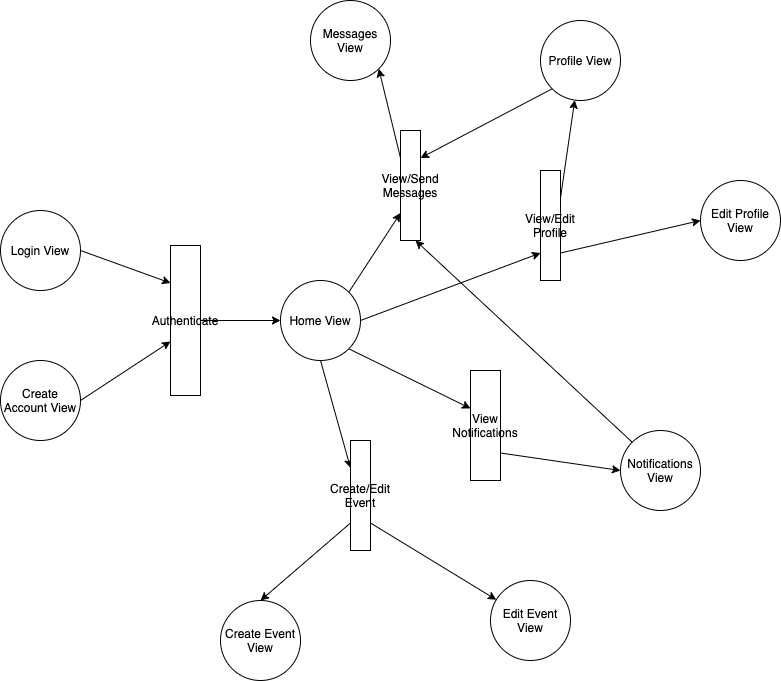 Messages
View
Profile View
View/Send
Messages
View/Edit
Profile
Edit Profile
View
Login View
Authenticate
Home View
Create
Account View
View
Notifications
Notifications
View
Create/Edit
Event
Create Event
View
Edit Event
View